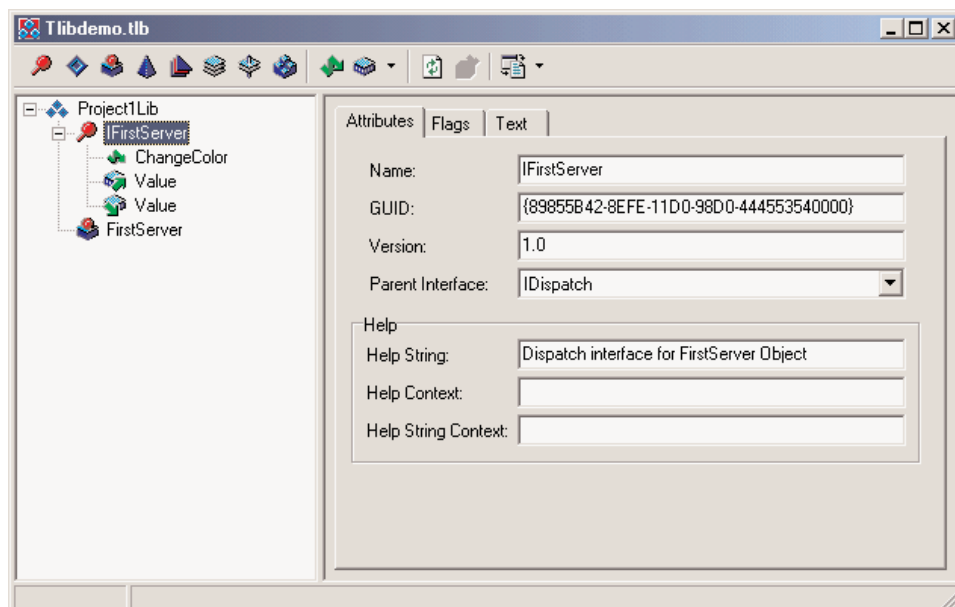 Tlibdemo.tlb
Project1Lib
IFirstServer
ChangeColor
Value
Value
FirstServer
Attributes
Flags
Text
Name:
IFirstServer
GUID:
{89855B42-8EFE-11D0-98D0-444553540000}
Version:
1.0
Parent Interface:
IDispatch
Help
Help String:
Dispatch interface for FirstServer Object
Help Context:
Help String Context: